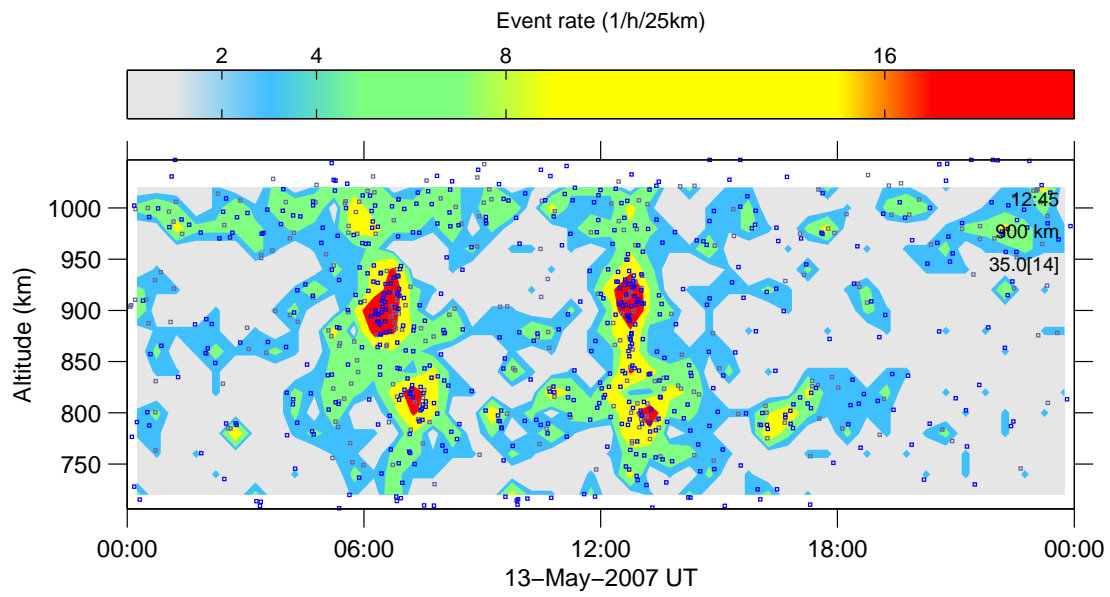 Event rate (1/h/25km)
2 4 8 16
1000
950
900
850
800
750
Altitude (km)
12:45
900 km
35.0[14]
00:00 06:00 12:00 18:00 00:00
13−May−2007 UT